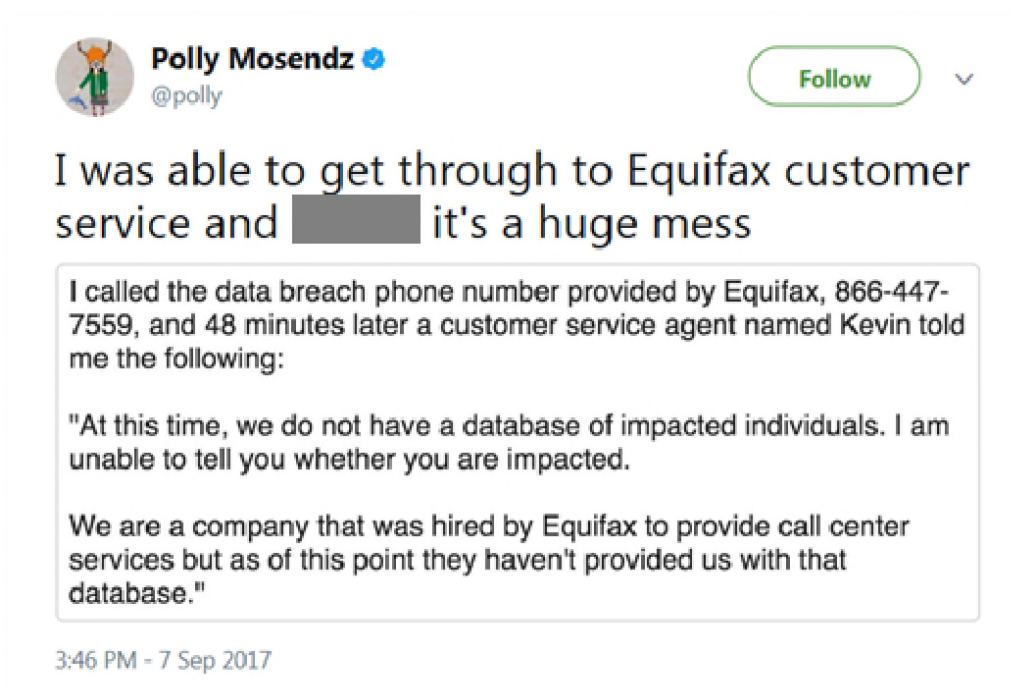 Polly Mosendz
@polly
Follow
I was able to get through to Equifax customer
service and it's a huge mess
I called the data breach phone number provided by Equifax, 866-447-
7559, and 48 minutes later a customer service agent named Kevin told
me the following:
"At this time, we do not have a database of impacted individuals. I am
unable to tell you whether you are impacted.
We are a company that was hired by Equifax to provide call center
services but as of this point they haven't provided us with that
database."
3:46 PM - 7 Sep 2017